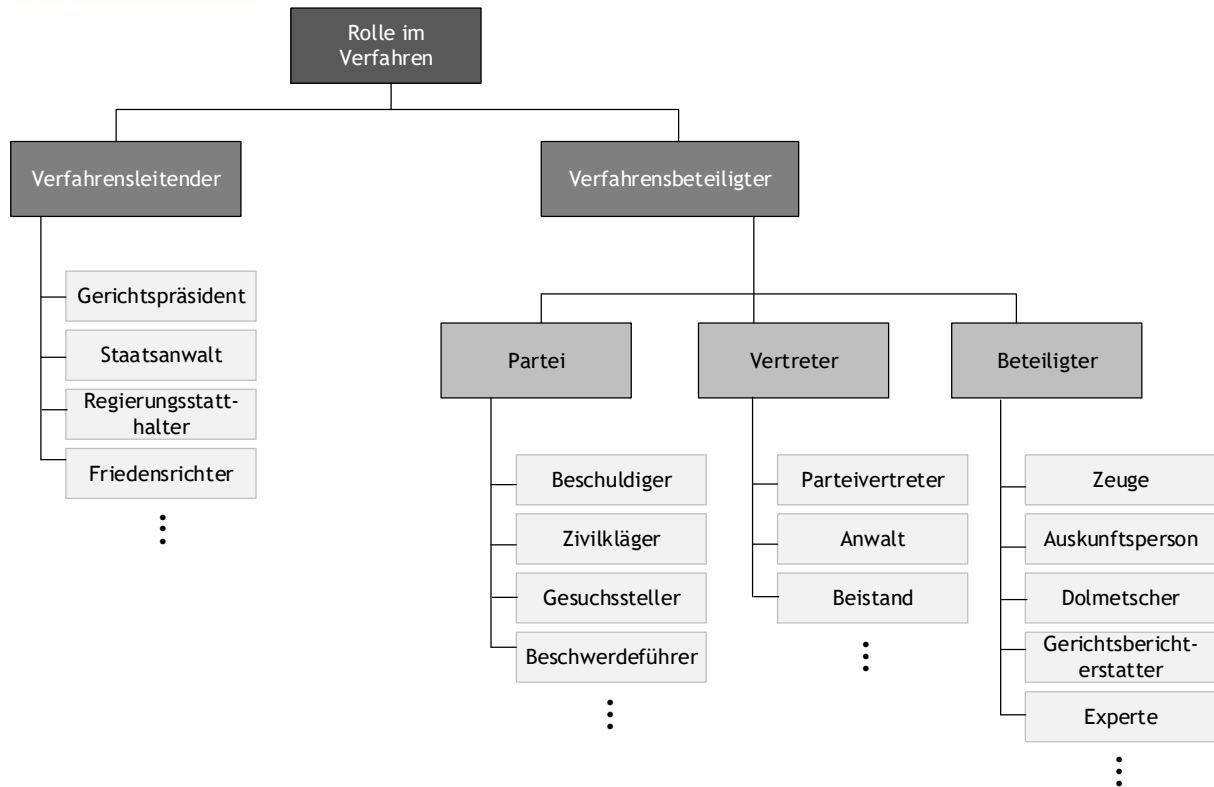 Rolle im
Verfahren
Verfahrensleitender
Verfahrensbeteiligter
Gerichtspräsident
Staatsanwalt
Regierungsstatt-
halter
Friedensrichter
Partei
Vertreter
Beteiligter
Beschuldiger
Zivilkläger
Gesuchssteller
Beschwerdeführer
Parteivertreter
Anwalt
Beistand
Zeuge
Auskunftsperson
Dolmetscher
Gerichtsbericht-
erstatter
Experte